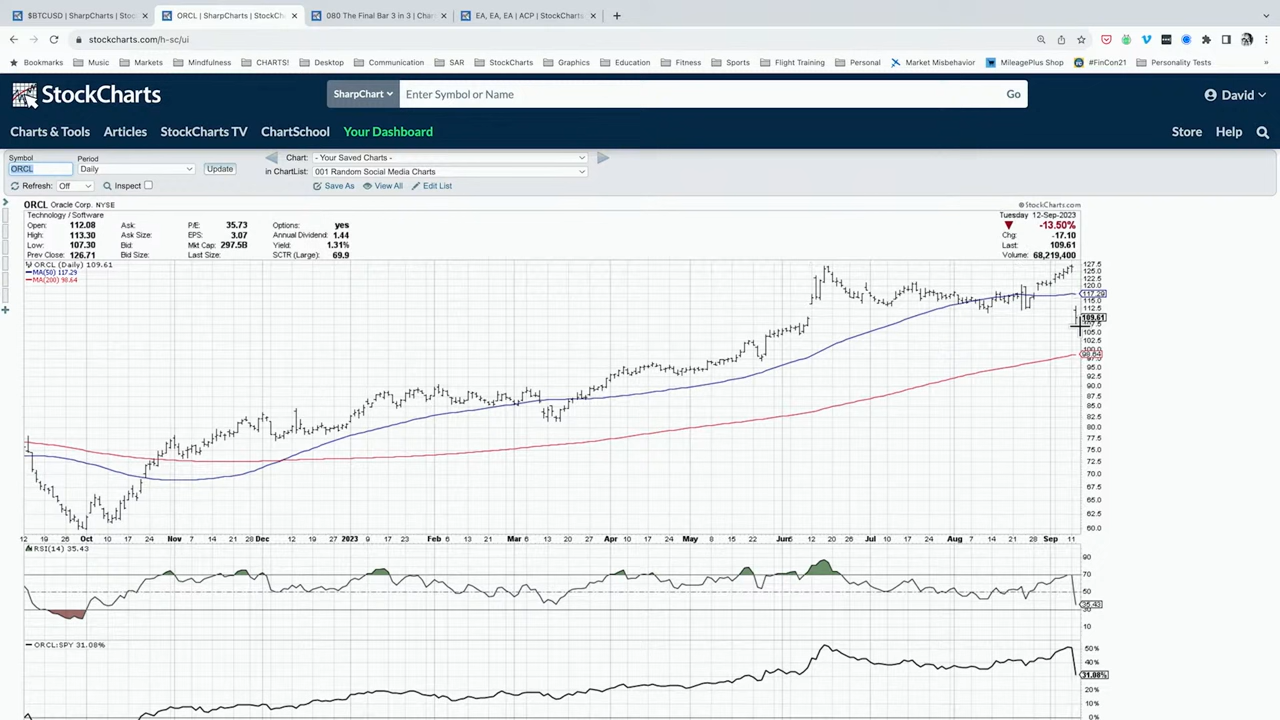 $BTCUSD | SharpCharts | Stoc
ORCL | SharpCharts | StockCh
080 The Final Bar 3 in 3 | Char
EA, EA, EA | ACP | StockCharts
stockcharts.com/h-sc/ui
Bookmarks Music Markets Mindfulness CHARTS! Desktop Communication SAR StockCharts Graphics Education Fitness Sports Flight Training Personal Market Misbehavior MileagePlus Shop #FinCon21 Personality Tests »
StockCharts SharpChart Enter Symbol or Name Go David
Charts & Tools Articles StockCharts TV ChartSchool Your Dashboard Store Help
Symbol Period Chart: - Your Saved Charts -
ORCL Daily Update in ChartList: 001 Random Social Media Charts
Refresh: Off Inspect Save As View All Edit List
ORCL Oracle Corp. NYSE © StockCharts.com
Technology / Software Tuesday 12-Sep-2023
Open: 112.08 Ask: P/E: 35.73 Options: yes -13.50%
High: 113.30 Ask Size: EPS: 3.07 Annual Dividend: 1.44 Chg: -17.10
Low: 107.30 Bid: Mkt Cap: 297.5B Yield: 1.31% Last: 109.61
Prev Close: 126.71 Bid Size: Last Size: SCTR (Large): 69.9 Volume: 68,219,400
ORCL (Daily) 109.61
MA(50) 117.29
MA(200) 98.64
127.5
125.0
122.5
120.0
117.29
115.0
112.5
109.61
107.5
105.0
102.5
100.0
98.64
97.5
95.0
92.5
90.0
87.5
85.0
82.5
80.0
77.5
75.0
72.5
70.0
67.5
65.0
62.5
60.0
12 19 26 Oct 10 17 24 Nov 7 14 21 Dec 12 19 27 2023 9 17 23 Feb 6 13 21 Mar 6 13 20 27 Apr 10 17 24 May 8 15 22 Jun 12 20 26 Jul 10 17 24 Aug 7 14 21 28 Sep 11
RSI(14) 35.43
90
70
50
35.43
10
ORCL:SPY 31.08%
50%
40%
31.08%
20%
10%
0%